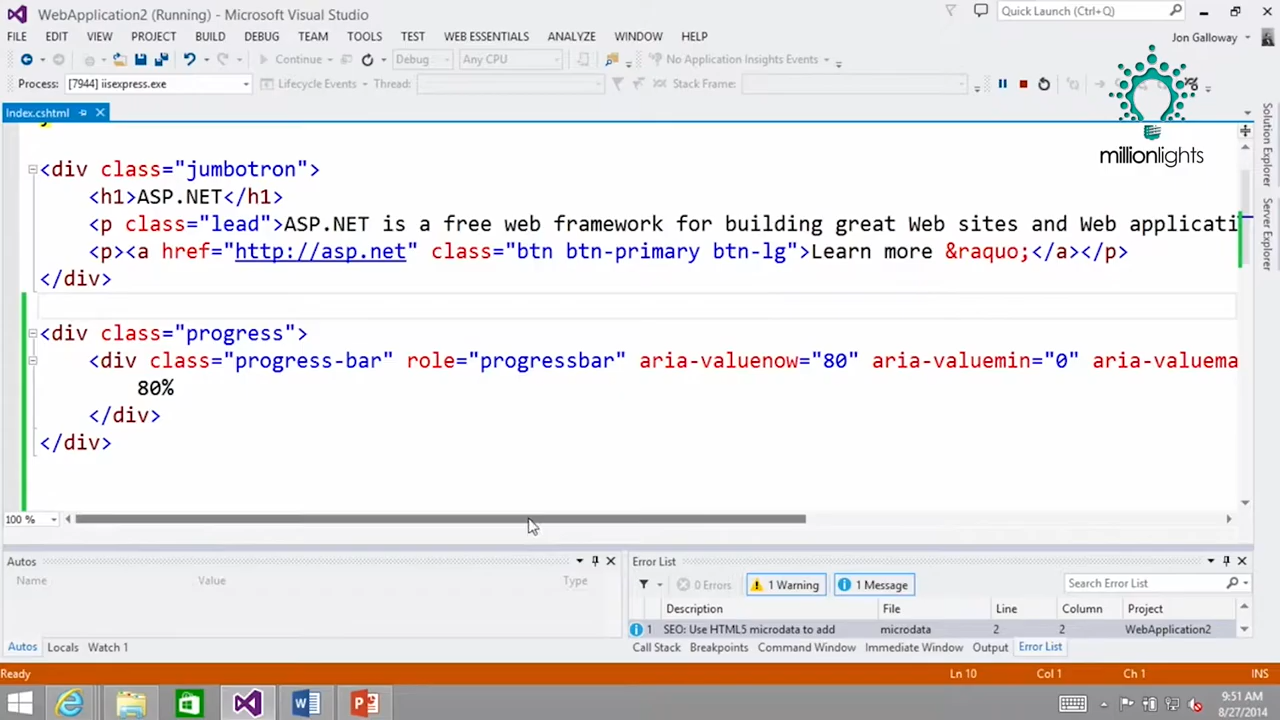 WebApplication2 (Running) - Microsoft Visual Studio
Quick Launch (Ctrl+Q)
FILE EDIT VIEW PROJECT BUILD DEBUG TEAM TOOLS TEST WEB ESSENTIALS ANALYZE WINDOW HELP
Jon Galloway
Continue Debug Any CPU No Application Insights Events
Process: [7944] iisexpress.exe Lifecycle Events Thread: Stack Frame:
Index.cshtml
millionlights
Solution Explorer
Server Explorer
<div class="jumbotron">
<h1>ASP.NET</h1>
<p class="lead">ASP.NET is a free web framework for building great Web sites and Web applicati
<p><a href="http://asp.net" class="btn btn-primary btn-lg">Learn more &raquo;</a></p>
</div>
<div class="progress">
<div class="progress-bar" role="progressbar" aria-valuenow="80" aria-valuemin="0" aria-valuema
80%
</div>
</div>
100 %
Autos
Name Value Type
Error List
0 Errors 1 Warning 1 Message Search Error List
Description File Line Column Project
1 SEO: Use HTML5 microdata to add microdata 2 2 WebApplication2
Autos Locals Watch 1
Call Stack Breakpoints Command Window Immediate Window Output Error List
Ready Ln 10 Col 1 Ch 1 INS
9:51 AM
8/27/2014